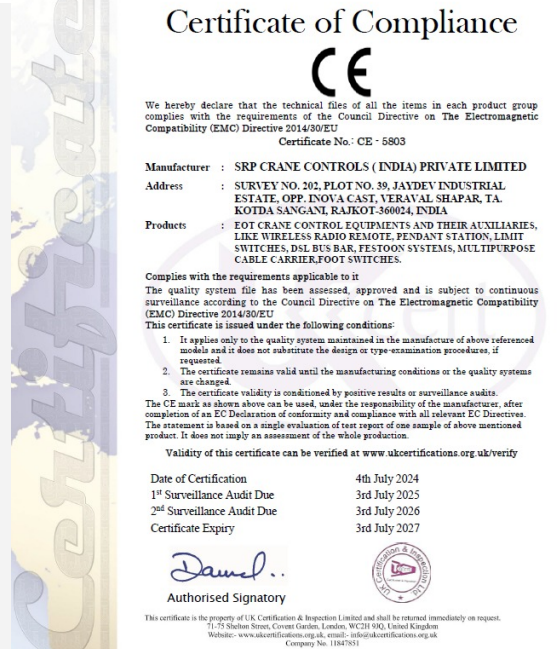 Certificate of Compliance
CE
We hereby declare that the technical files of all the items in each product group
complies with the requirements of the Council Directive on The Electromagnetic
Compatibility (EMC) Directive 2014/30/EU
Certificate No.: CE - 5803
Manufacturer : SRP CRANE CONTROLS ( INDIA) PRIVATE LIMITED
Address : SURVEY NO. 202, PLOT NO. 39, JAYDEV INDUSTRIAL
ESTATE, OPP. INOVA CAST, VERAVAL SHAPAR, TA.
KOTDA SANGANI, RAJKOT-360024, INDIA
Products : EOT CRANE CONTROL EQUIPMENTS AND THEIR AUXILIARIES,
LIKE WIRELESS RADIO REMOTE, PENDANT STATION, LIMIT
SWITCHES, DSL BUS BAR, FESTOON SYSTEMS, MULTIPURPOSE
CABLE CARRIER,FOOT SWITCHES.
Complies with the requirements applicable to it
The quality system file has been assessed, approved and is subject to continuous
surveillance according to the Council Directive on The Electromagnetic Compatibility
(EMC) Directive 2014/30/EU
This certificate is issued under the following conditions:
1. It applies only to the quality system maintained in the manufacture of above referenced
models and it does not substitute the design or type-examination procedures, if
requested.
2. The certificate remains valid until the manufacturing conditions or the quality systems
are changed.
3. The certificate validity is conditioned by positive results or surveillance audits.
The CE mark as shown above can be used, under the responsibility of the manufacturer, after
completion of an EC Declaration of conformity and compliance with all relevant EC Directives.
The statement is based on a single evaluation of test report of one sample of above mentioned
product. It does not imply an assessment of the whole production.
Validity of this certificate can be verified at www.ukcertifications.org.uk/verify
Date of Certification 4th July 2024
1st Surveillance Audit Due 3rd July 2025
2nd Surveillance Audit Due 3rd July 2026
Certificate Expiry 3rd July 2027
Authorised Signatory
UK Certification & Inspection Ltd
This certificate is the property of UK Certification & Inspection Limited and shall be returned immediately on request.
71-75 Shelton Street, Covent Garden, London, WC2H 9JQ, United Kingdom
Website:- www.ukcertifications.org.uk, email:- info@ukcertifications.org.uk
Company No. 11847851
Certificate